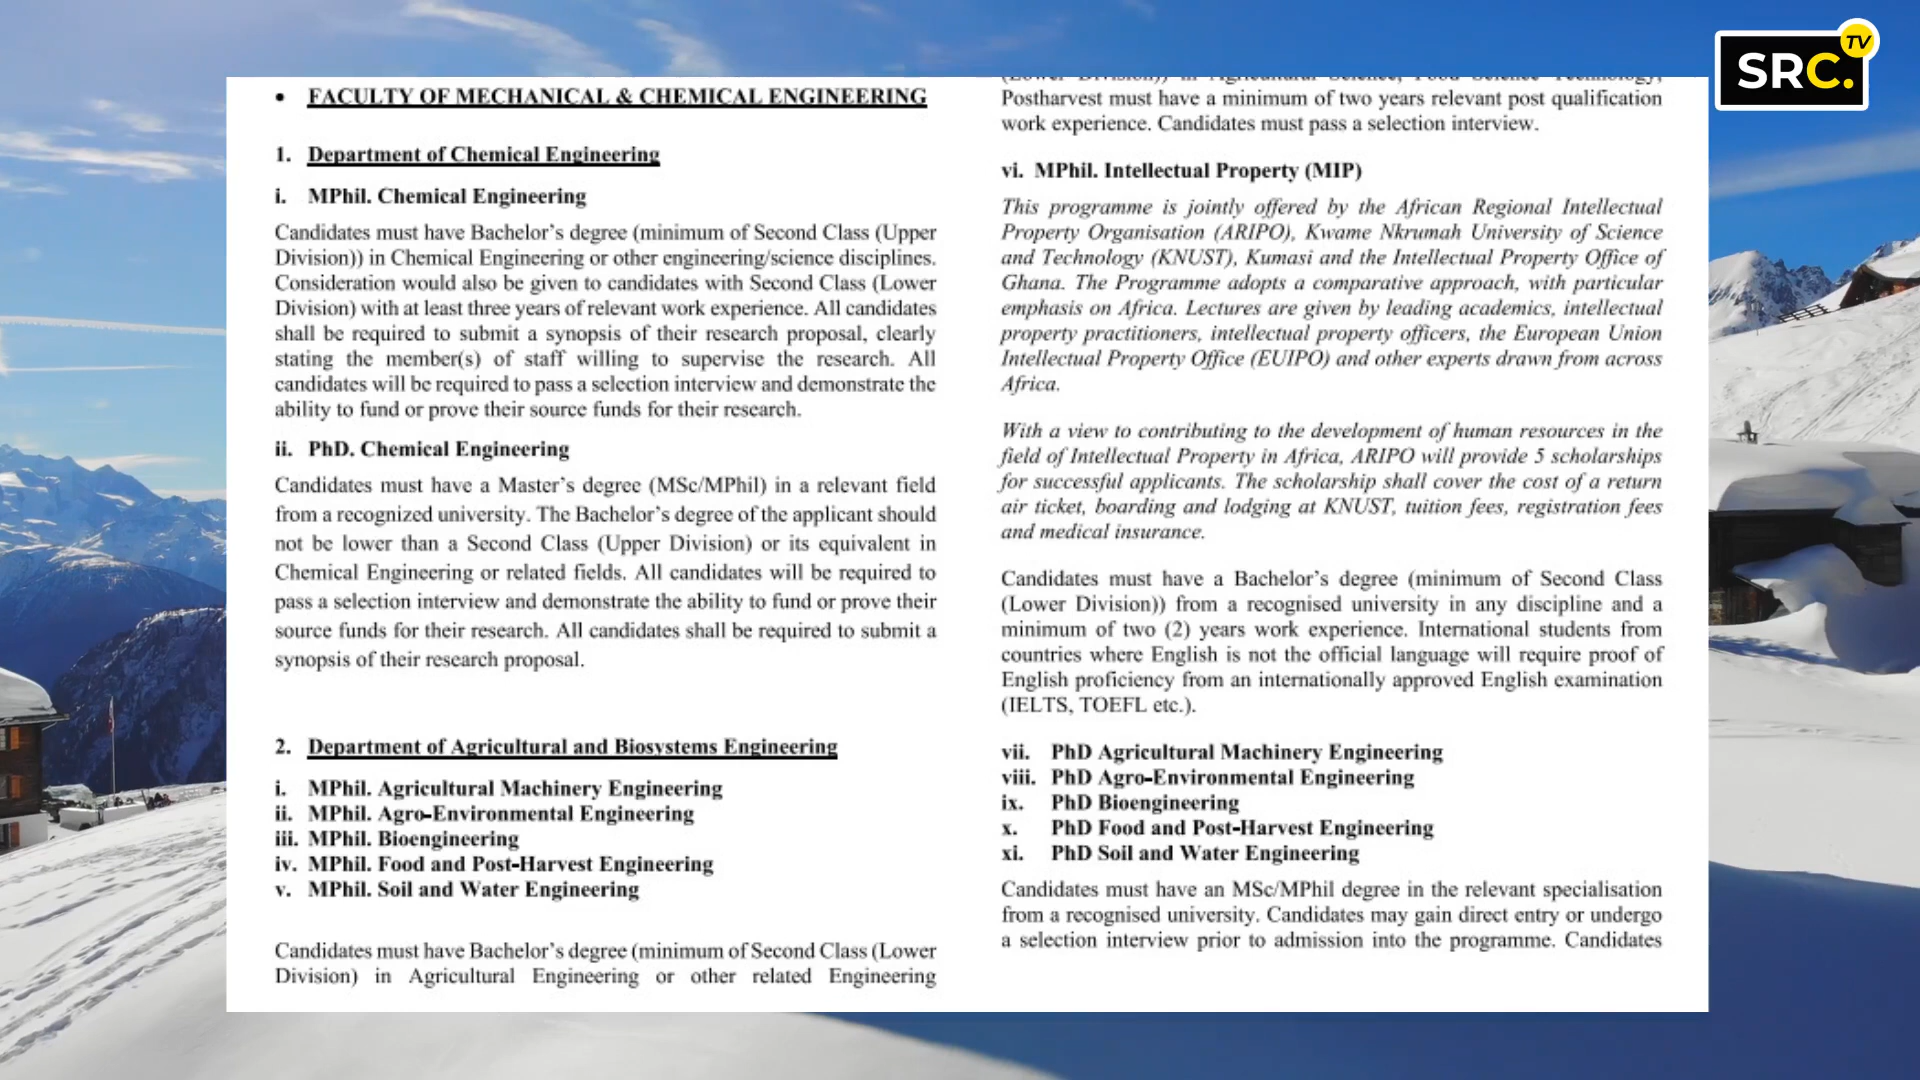 • FACULTY OF MECHANICAL & CHEMICAL ENGINEERING
1. Department of Chemical Engineering
i. MPhil. Chemical Engineering
Candidates must have Bachelor's degree (minimum of Second Class (Upper
Division)) in Chemical Engineering or other engineering/science disciplines.
Consideration would also be given to candidates with Second Class (Lower
Division) with at least three years of relevant work experience. All candidates
shall be required to submit a synopsis of their research proposal, clearly
stating the member(s) of staff willing to supervise the research. All
candidates will be required to pass a selection interview and demonstrate the
ability to fund or prove their source funds for their research.
ii. PhD. Chemical Engineering
Candidates must have a Master's degree (MSc/MPhil) in a relevant field
from a recognized university. The Bachelor's degree of the applicant should
not be lower than a Second Class (Upper Division) or its equivalent in
Chemical Engineering or related fields. All candidates will be required to
pass a selection interview and demonstrate the ability to fund or prove their
source funds for their research. All candidates shall be required to submit a
synopsis of their research proposal.
2. Department of Agricultural and Biosystems Engineering
i. MPhil. Agricultural Machinery Engineering
ii. MPhil. Agro-Environmental Engineering
iii. MPhil. Bioengineering
iv. MPhil. Food and Post-Harvest Engineering
v. MPhil. Soil and Water Engineering
Candidates must have Bachelor's degree (minimum of Second Class (Lower
Division) in Agricultural Engineering or other related Engineering
(Lower Division)) in Agricultural Science, Food Science Technology,
Postharvest must have a minimum of two years relevant post qualification
work experience. Candidates must pass a selection interview.
vi. MPhil. Intellectual Property (MIP)
This programme is jointly offered by the African Regional Intellectual
Property Organisation (ARIPO), Kwame Nkrumah University of Science
and Technology (KNUST), Kumasi and the Intellectual Property Office of
Ghana. The Programme adopts a comparative approach, with particular
emphasis on Africa. Lectures are given by leading academics, intellectual
property practitioners, intellectual property officers, the European Union
Intellectual Property Office (EUIPO) and other experts drawn from across
Africa.
With a view to contributing to the development of human resources in the
field of Intellectual Property in Africa, ARIPO will provide 5 scholarships
for successful applicants. The scholarship shall cover the cost of a return
air ticket, boarding and lodging at KNUST, tuition fees, registration fees
and medical insurance.
Candidates must have a Bachelor's degree (minimum of Second Class
(Lower Division)) from a recognised university in any discipline and a
minimum of two (2) years work experience. International students from
countries where English is not the official language will require proof of
English proficiency from an internationally approved English examination
(IELTS, TOEFL etc.).
vii. PhD Agricultural Machinery Engineering
viii. PhD Agro-Environmental Engineering
ix. PhD Bioengineering
x. PhD Food and Post-Harvest Engineering
xi. PhD Soil and Water Engineering
Candidates must have an MSc/MPhil degree in the relevant specialisation
from a recognised university. Candidates may gain direct entry or undergo
a selection interview prior to admission into the programme. Candidates
SRC. TV